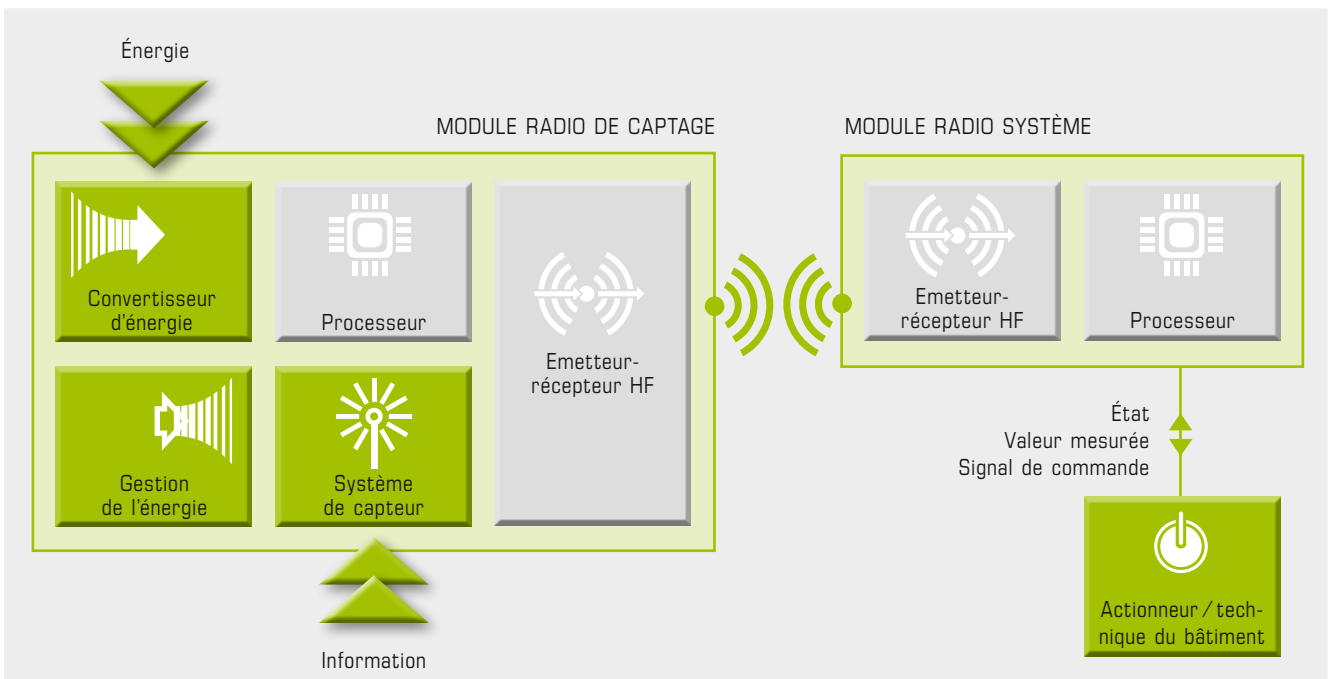 Énergie
MODULE RADIO DE CAPTAGE
MODULE RADIO SYSTÈME
Convertisseur
d'énergie
Processeur
Emetteur-
récepteur HF
Gestion
de l'énergie
Système
de capteur
Information
Emetteur-
récepteur HF
Processeur
État
Valeur mesurée
Signal de commande
Actionneur / tech-
nique du bâtiment